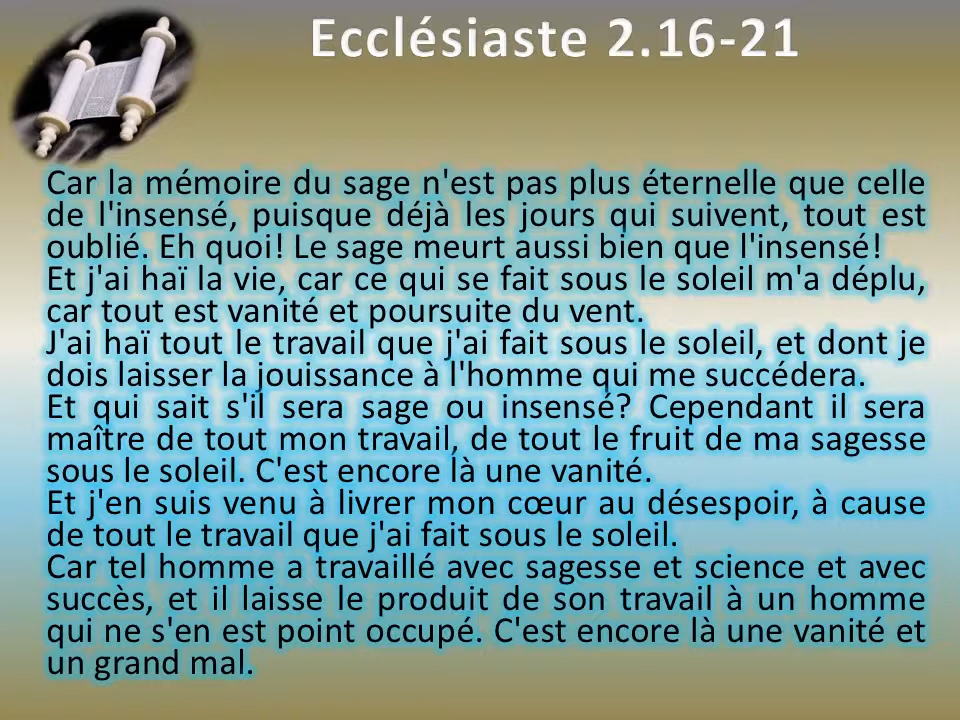 Ecclésiaste 2.16-21
Car la mémoire du sage n'est pas plus éternelle que celle
de l'insensé, puisque déjà les jours qui suivent, tout est
oublié. Eh quoi! Le sage meurt aussi bien que l'insensé!
Et j'ai haï la vie, car ce qui se fait sous le soleil m'a déplu,
car tout est vanité et poursuite du vent.
J'ai haï tout le travail que j'ai fait sous le soleil, et dont je
dois laisser la jouissance à l'homme qui me succédera.
Et qui sait s'il sera sage ou insensé? Cependant il sera
maître de tout mon travail, de tout le fruit de ma sagesse
sous le soleil. C'est encore là une vanité.
Et j'en suis venu à livrer mon cœur au désespoir, à cause
de tout le travail que j'ai fait sous le soleil.
Car tel homme a travaillé avec sagesse et science et avec
succès, et il laisse le produit de son travail à un homme
qui ne s'en est point occupé. C'est encore là une vanité et
un grand mal.